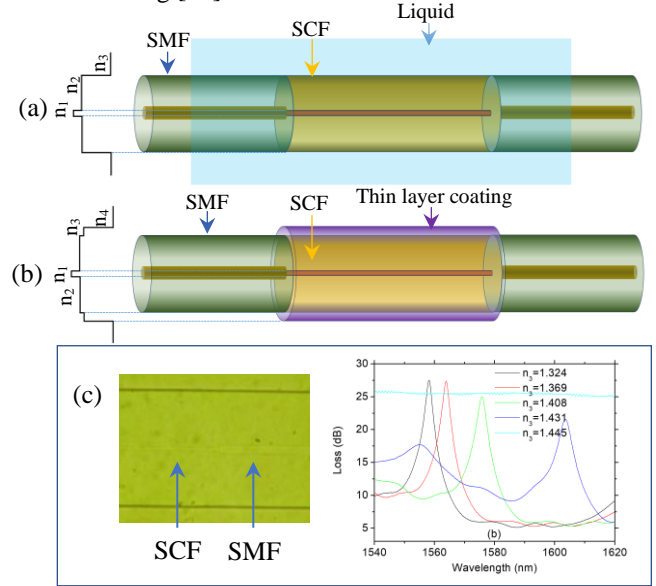 Liquid
SMF
SCF
n3
n2
n1
(a)
SMF
SCF
Thin layer coating
n3
n4
n1
n2
(b)
(c)
SCF
SMF
Loss (dB)
35
30
25
20
15
10
5
n3=1.324
n3=1.369
n3=1.408
n3=1.431
n3=1.445
(b)
1540
1560
1580
1600
1620
Wavelength (nm)